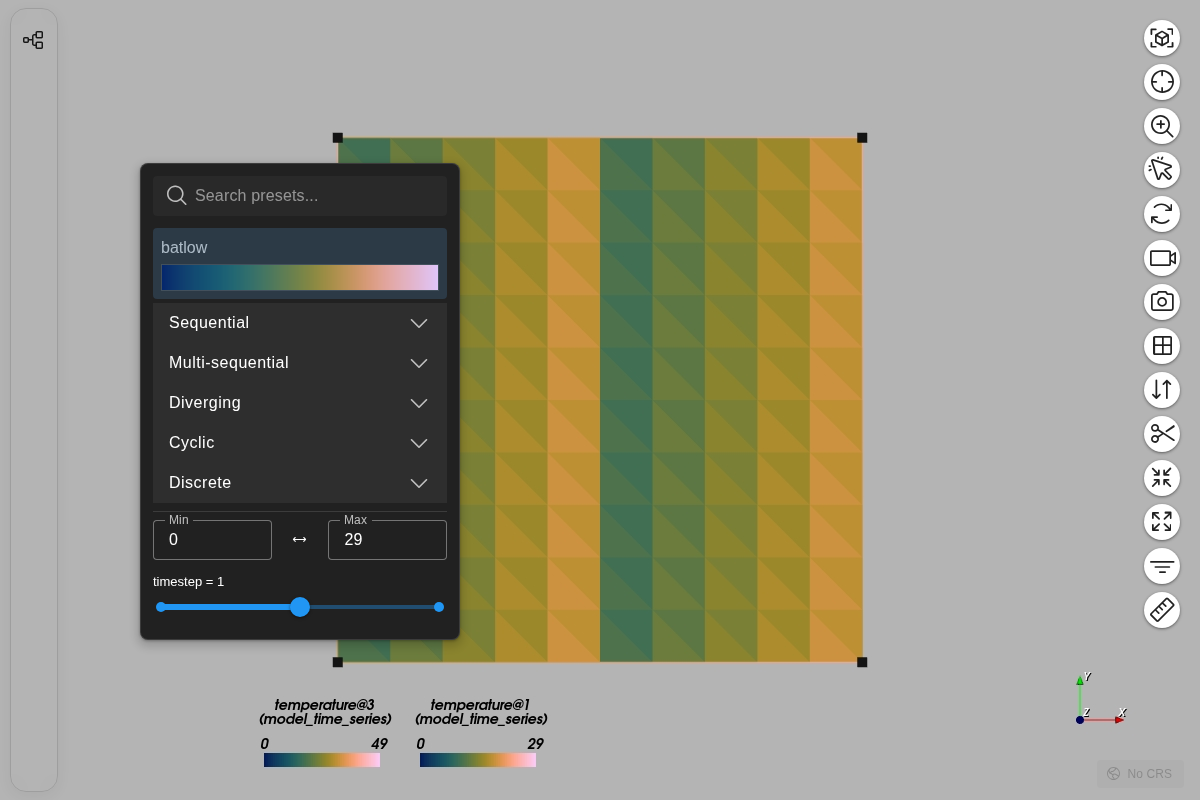 Search presets...
batlow
Sequential
Multi-sequential
Diverging
Cyclic
Discrete
Min
0
↔
Max
29
timestep = 1
temperature@3
(model_time_series)
0 49
temperature@1
(model_time_series)
0 29
Y
Z
X
No CRS